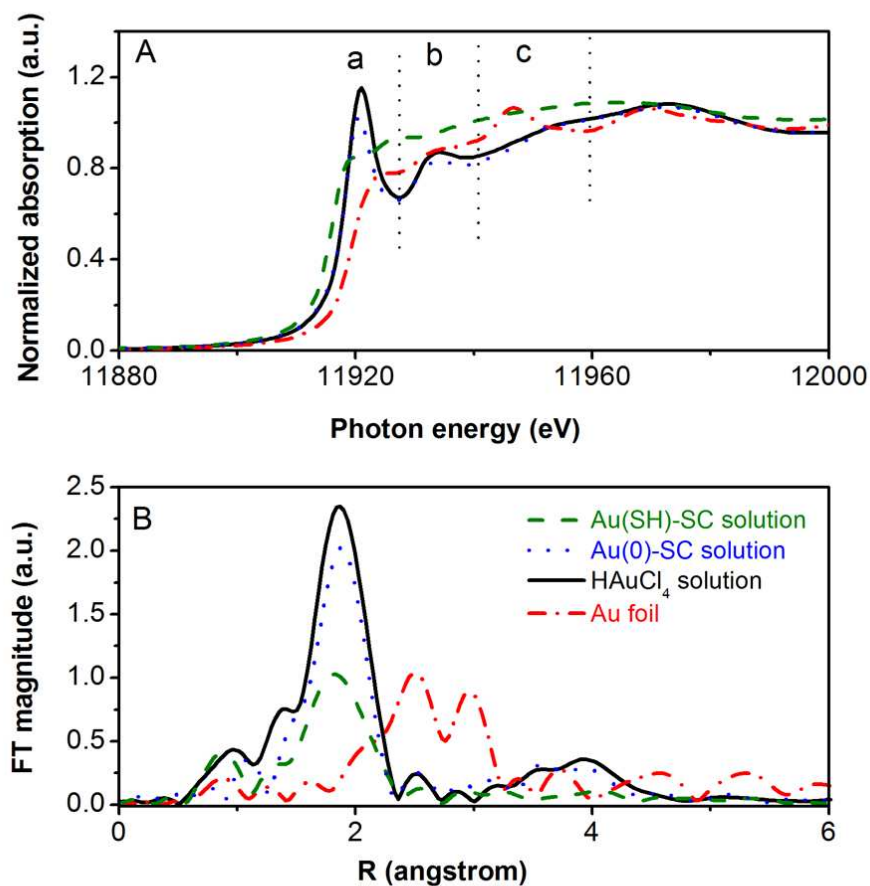 A
a
b
c
Normalized absorption (a.u.)
1.2
0.8
0.4
0.0
11880
11920
11960
12000
Photon energy (eV)
B
FT magnitude (a.u.)
2.5
2.0
1.5
1.0
0.5
0.0
Au(SH)-SC solution
Au(0)-SC solution
HAuCl4 solution
Au foil
0
2
4
6
R (angstrom)